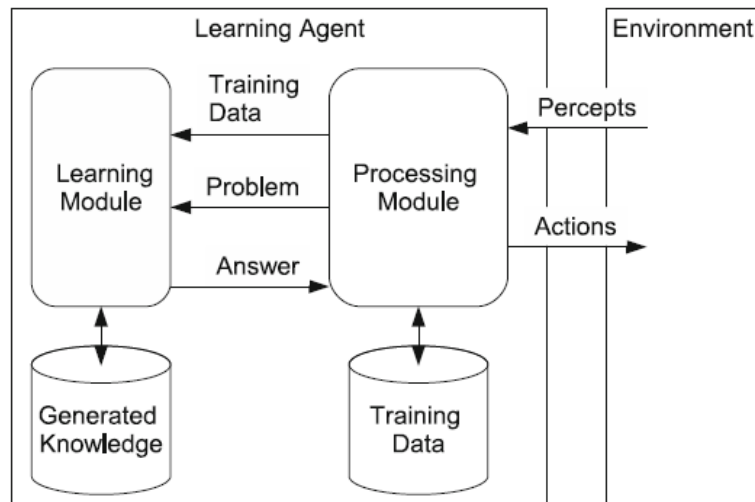 Learning Agent
Environment
Training
Data
Percepts
Learning
Module
Problem
Processing
Module
Actions
Answer
Generated
Knowledge
Training
Data